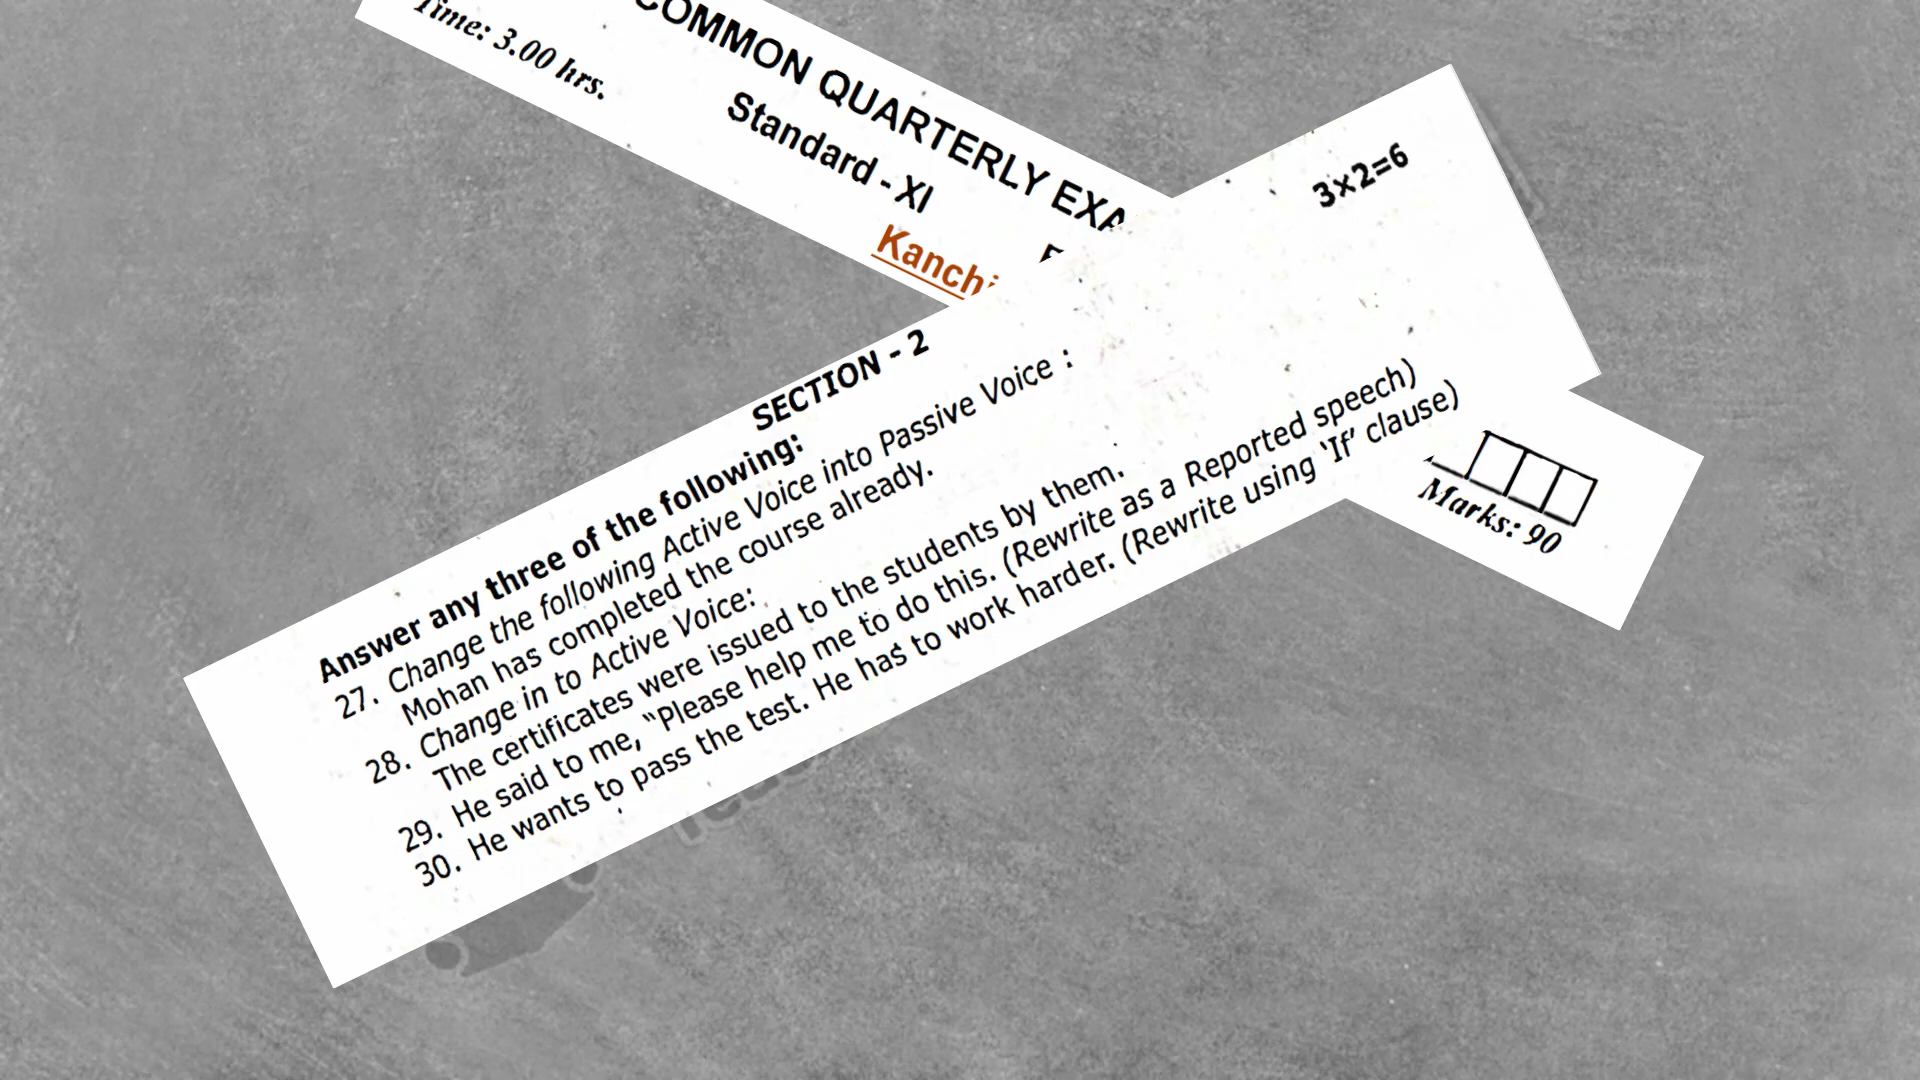 COMMON QUARTERLY
Time: 3.00 hrs.
Standard - XI
Marks: 90
SECTION - 2
Answer any three of the following:
3×2=6
27. Change the following Active Voice into Passive Voice :
Mohan has completed the course already.
28. Change in to Active Voice:
The certificates were issued to the students by them.
29. He said to me, “Please help me to do this. (Rewrite as a Reported speech)
30. He wants to pass the test. He has to work harder. (Rewrite using ‘If’ clause)